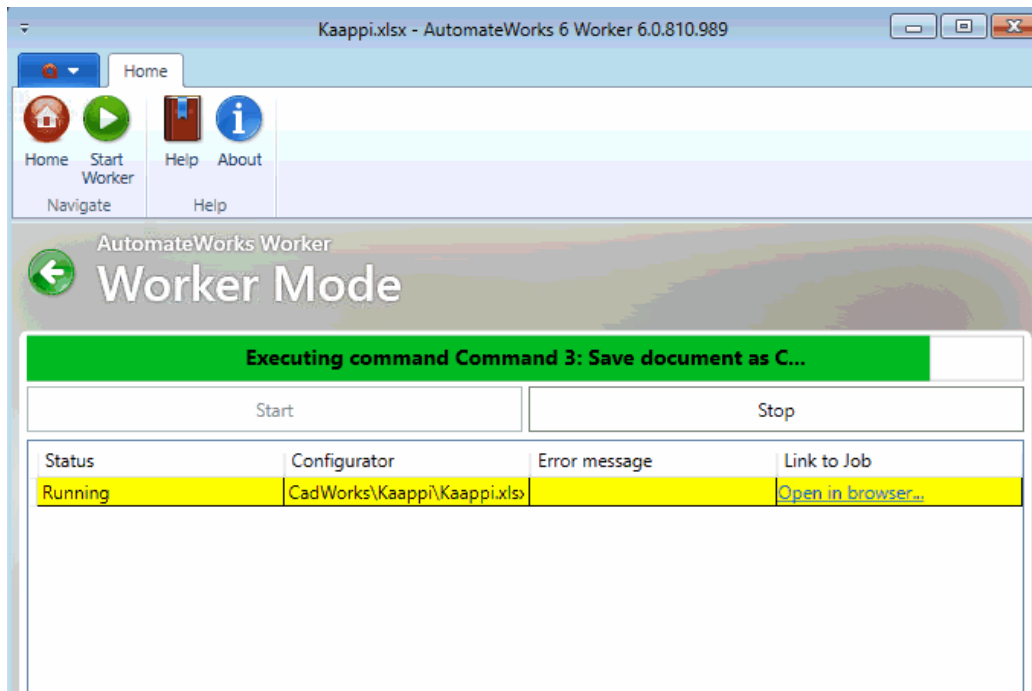 Kaappi.xlsx - AutomateWorks 6 Worker 6.0.810.989
Home
Home Start Worker Help About
Navigate Help
AutomateWorks Worker
Worker Mode
Executing command Command 3: Save document as C...
Start Stop
Status Configurator Error message Link to Job
Running CadWorks\Kaappi\Kaappi.xls Open in browser...